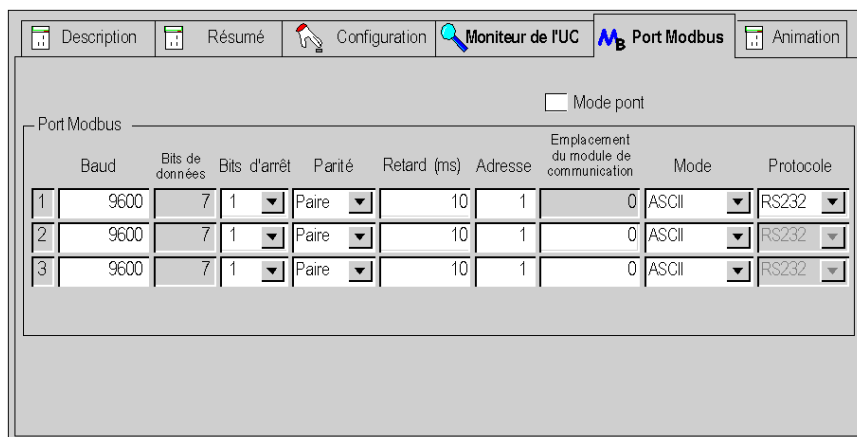 Description Résumé Configuration Moniteur de l'UC MB Port Modbus Animation
Mode pont
Port Modbus
Baud Bits de données Bits d'arrêt Parité Retard (ms) Adresse Emplacement du module de communication Mode Protocole
1 9600 7 1 Paire 10 1 0 ASCII RS232
2 9600 7 1 Paire 10 1 0 ASCII RS232
3 9600 7 1 Paire 10 1 0 ASCII RS232